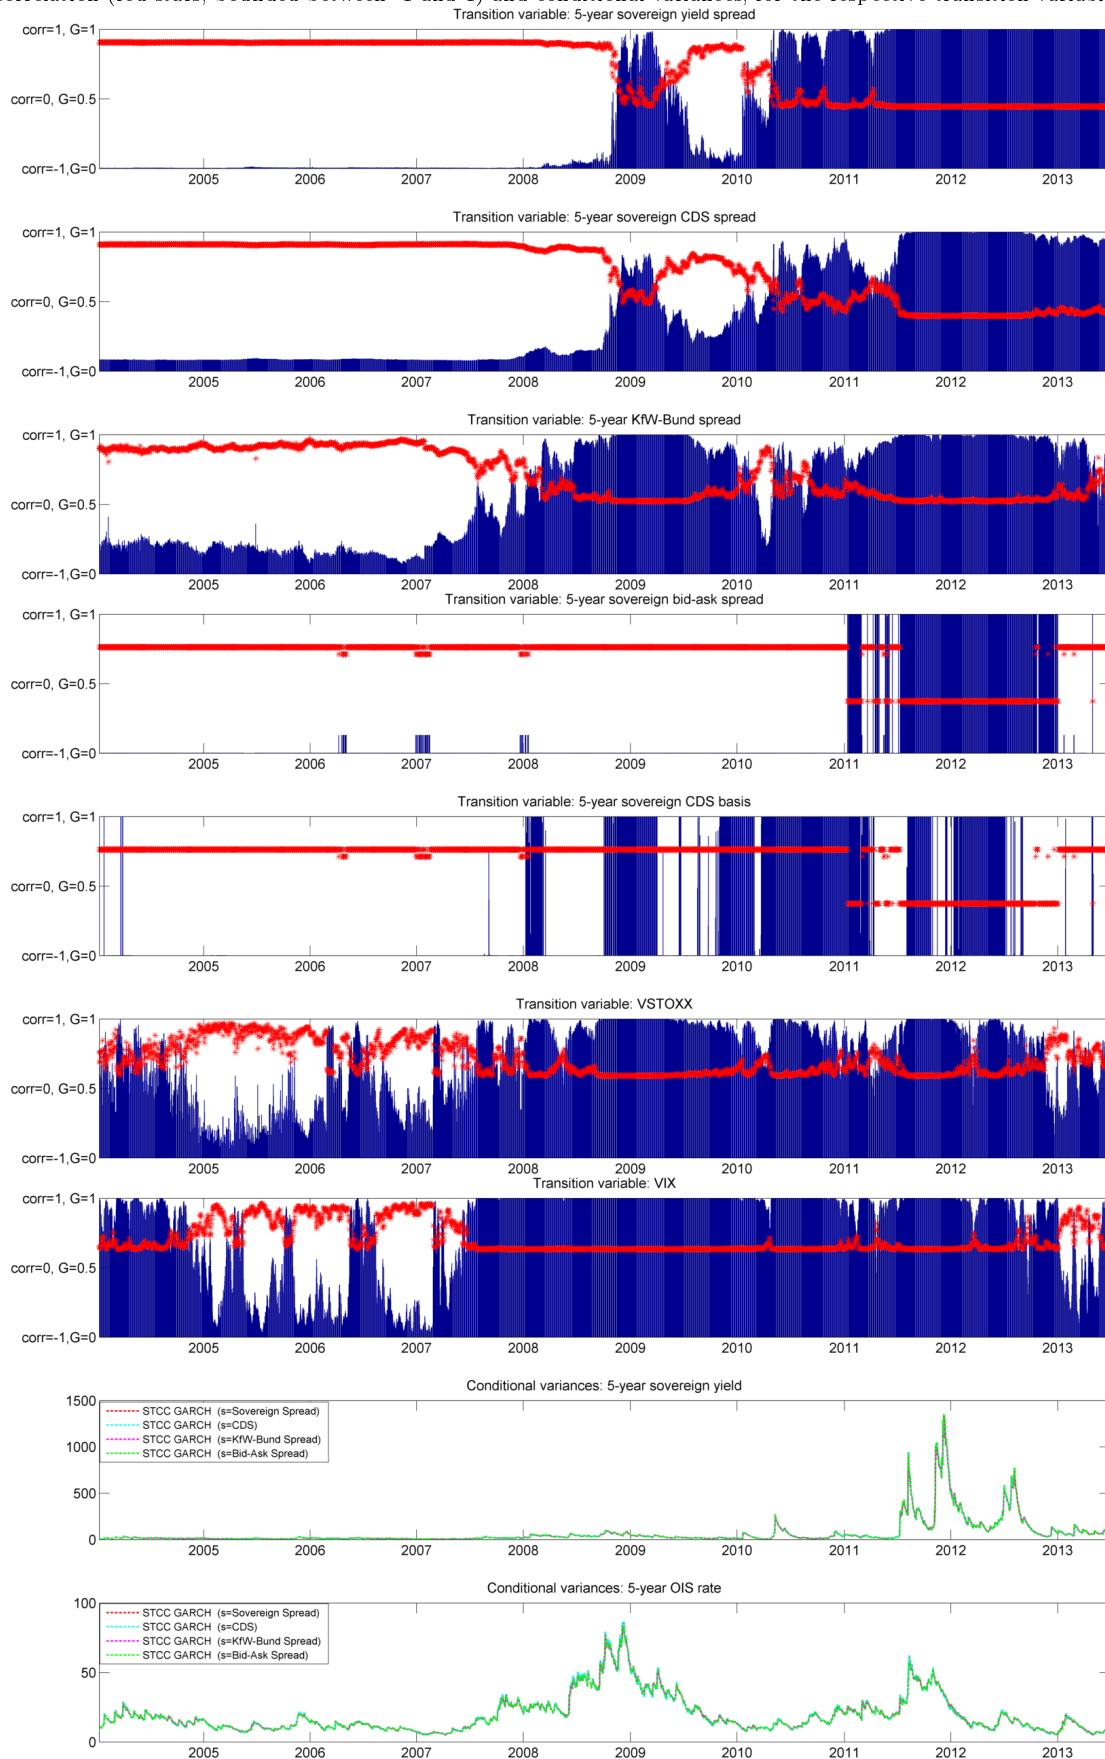 Transition variable: 5-year sovereign yield spread
corr=1, G=1
corr=0, G=0.5
corr=-1,G=0
2005 2006 2007 2008 2009 2010 2011 2012 2013
Transition variable: 5-year sovereign CDS spread
corr=1, G=1
corr=0, G=0.5
corr=-1,G=0
2005 2006 2007 2008 2009 2010 2011 2012 2013
Transition variable: 5-year KfW-Bund spread
corr=1, G=1
corr=0, G=0.5
corr=-1,G=0
2005 2006 2007 2008 2009 2010 2011 2012 2013
Transition variable: 5-year sovereign bid-ask spread
corr=1, G=1
corr=0, G=0.5
corr=-1,G=0
2005 2006 2007 2008 2009 2010 2011 2012 2013
Transition variable: 5-year sovereign CDS basis
corr=1, G=1
corr=0, G=0.5
corr=-1,G=0
2005 2006 2007 2008 2009 2010 2011 2012 2013
Transition variable: VSTOXX
corr=1, G=1
corr=0, G=0.5
corr=-1,G=0
2005 2006 2007 2008 2009 2010 2011 2012 2013
Transition variable: VIX
corr=1, G=1
corr=0, G=0.5
corr=-1,G=0
2005 2006 2007 2008 2009 2010 2011 2012 2013
Conditional variances: 5-year sovereign yield
1500
1000
500
0
STCC GARCH (s=Sovereign Spread)
STCC GARCH (s=CDS)
STCC GARCH (s=KfW-Bund Spread)
STCC GARCH (s=Bid-Ask Spread)
2005 2006 2007 2008 2009 2010 2011 2012 2013
Conditional variances: 5-year OIS rate
100
50
0
STCC GARCH (s=Sovereign Spread)
STCC GARCH (s=CDS)
STCC GARCH (s=KfW-Bund Spread)
STCC GARCH (s=Bid-Ask Spread)
2005 2006 2007 2008 2009 2010 2011 2012 2013